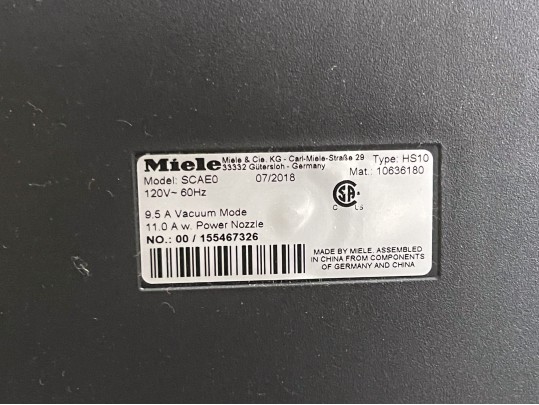 Miele Miele & Cie. KG - Carl-Miele-Straße 29 Type: HS10
33332 Gütersloh - Germany Mat.: 10636180
Model: SCAE0 07/2018
120V~ 60Hz
9.5 A Vacuum Mode
11.0 A w. Power Nozzle
NO.: 00 / 155467326
CSA
C US
MADE BY MIELE. ASSEMBLED
IN CHINA FROM COMPONENTS
OF GERMANY AND CHINA